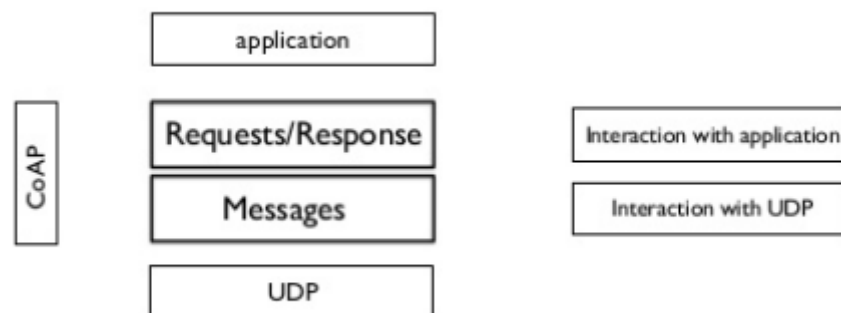 application
CoAP
Requests/Response
Interaction with application
Messages
Interaction with UDP
UDP